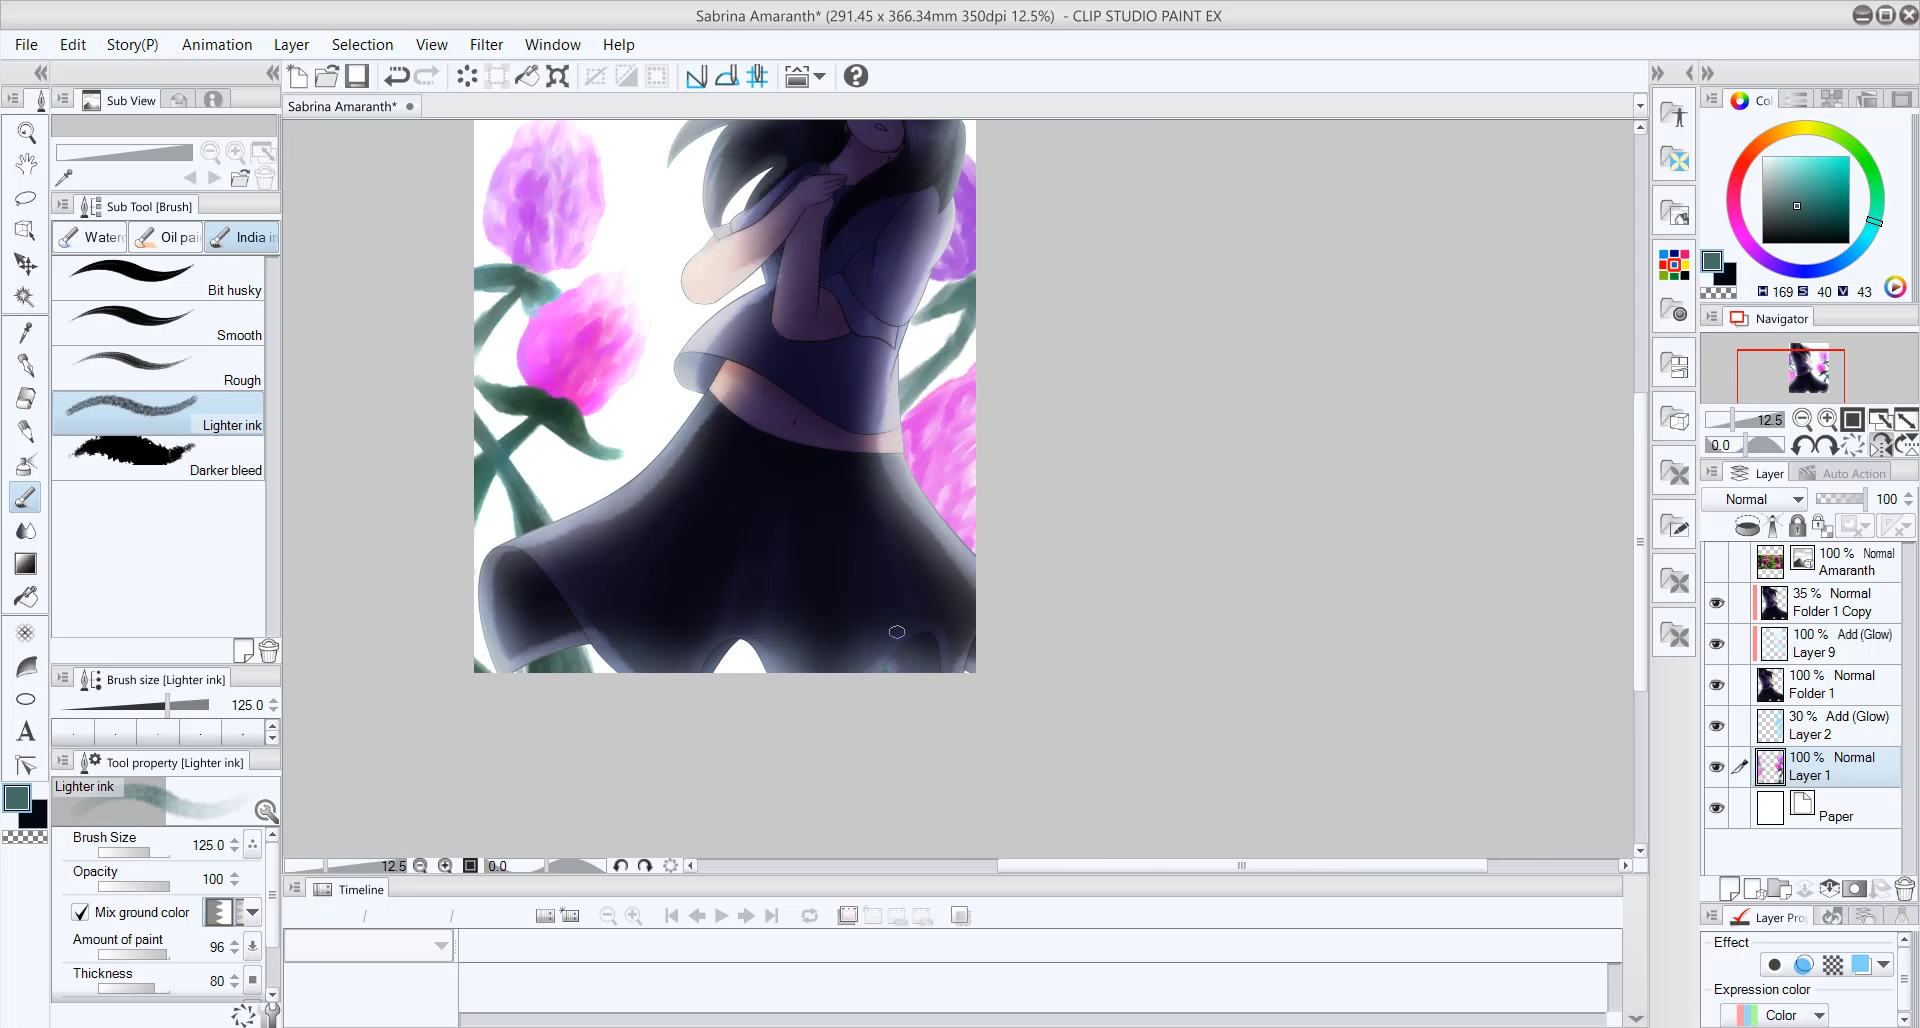 Sabrina Amaranth* (291.45 x 366.34mm 350dpi 12.5%) - CLIP STUDIO PAINT EX
File Edit Story(P) Animation Layer Selection View Filter Window Help
Sub View
Sabrina Amaranth*
Col
Sub Tool [Brush]
Water Oil pai India in
Bit husky
Smooth
Rough
Lighter ink
Darker bleed
H 169 S 40 V 43
Navigator
12.5
0.0
Layer Auto Action
Normal 100
100 % Normal
Amaranth
35 % Normal
Folder 1 Copy
100 % Add (Glow)
Layer 9
100 % Normal
Folder 1
30 % Add (Glow)
Layer 2
100 % Normal
Layer 1
Paper
Brush size [Lighter ink]
125.0
Tool property [Lighter ink]
Lighter ink
Brush Size 125.0
Opacity 100
Mix ground color
Amount of paint 96
Thickness 80
12.5 0.0
Timeline
/ /
Layer Pro
Effect
Expression color
Color